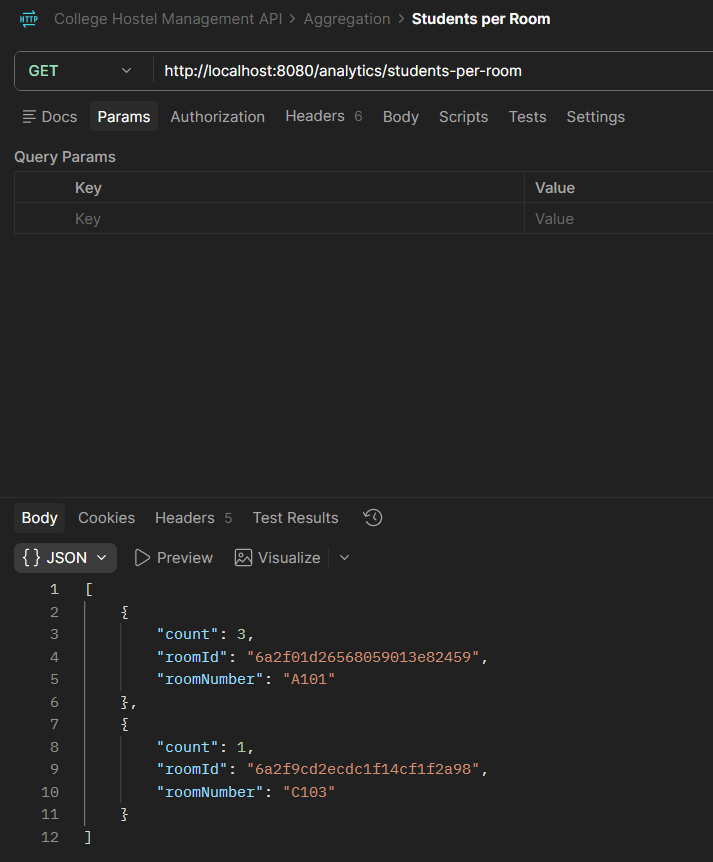 HTTP College Hostel Management API > Aggregation > Students per Room
GET http://localhost:8080/analytics/students-per-room
Docs Params Authorization Headers 6 Body Scripts Tests Settings
Query Params
Key Value
Key Value
Body Cookies Headers 5 Test Results
{} JSON Preview Visualize
1 [
2 {
3 "count": 3,
4 "roomId": "6a2f01d26568059013e82459",
5 "roomNumber": "A101"
6 },
7 {
8 "count": 1,
9 "roomId": "6a2f9cd2ecdc1f14cf1f2a98",
10 "roomNumber": "C103"
11 }
12 ]